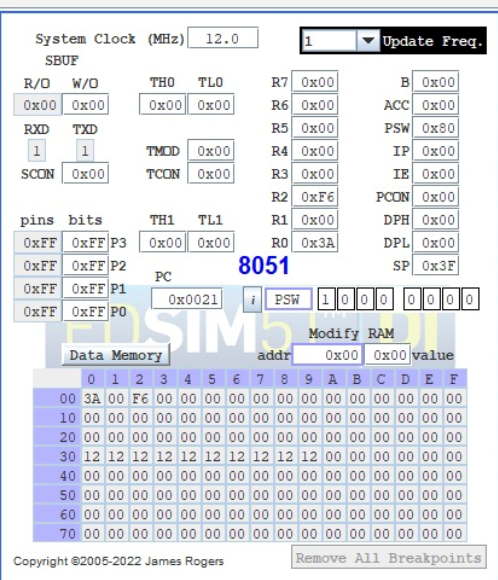 System Clock (MHz) 12.0 1 Update Freq.
SBUF
R/O W/O TH0 TL0 R7 0x00 B 0x00
0x00 0x00 0x00 0x00 R6 0x00 ACC 0x00
RXD TXD R5 0x00 PSW 0x80
1 1 TMOD 0x00 R4 0x00 IP 0x00
SCON 0x00 TCON 0x00 R3 0x00 IE 0x00
R2 0xF6 PCON 0x00
pins bits TH1 TL1 R1 0x00 DPH 0x00
0xFF 0xFF P3 0x00 0x00 R0 0x3A DPL 0x00
0xFF 0xFF P2 8051 SP 0x3F
PC
0xFF 0xFF P1 0x0021 i PSW 1 0 0 0 0 0 0 0
0xFF 0xFF P0
EDSIM51 DI
TM
Modify RAM
Data Memory addr 0x00 0x00 value
0 1 2 3 4 5 6 7 8 9 A B C D E F
00 3A 00 F6 00 00 00 00 00 00 00 00 00 00 00 00 00
10 00 00 00 00 00 00 00 00 00 00 00 00 00 00 00 00
20 00 00 00 00 00 00 00 00 00 00 00 00 00 00 00 00
30 12 12 12 12 12 12 12 12 12 12 00 00 00 00 00 00
40 00 00 00 00 00 00 00 00 00 00 00 00 00 00 00 00
50 00 00 00 00 00 00 00 00 00 00 00 00 00 00 00 00
60 00 00 00 00 00 00 00 00 00 00 00 00 00 00 00 00
70 00 00 00 00 00 00 00 00 00 00 00 00 00 00 00 00
Copyright ©2005-2022 James Rogers Remove All Breakpoints